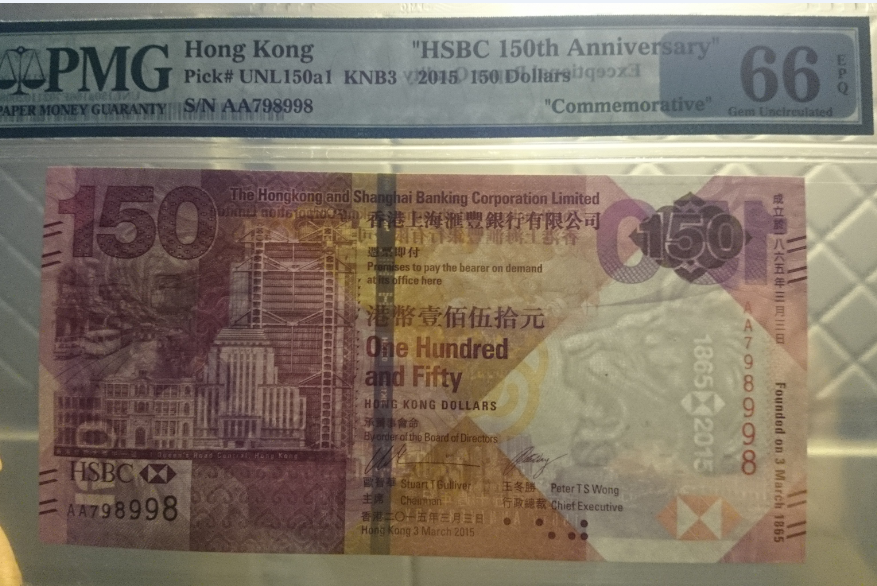 PMG
PAPER MONEY GUARANTY
Hong Kong
Pick# UNL150a1 KNB3
S/N AA798998
"HSBC 150th Anniversary"
2015 150 Dollars
"Commemorative"
66
EPQ
Gem Uncirculated
150
The Hongkong and Shanghai Banking Corporation Limited
香港上海滙豐銀行有限公司
憑票即付
Promises to pay the bearer on demand
at its office here
港幣壹佰伍拾元
One Hundred
and Fifty
HONG KONG DOLLARS
承董事會命
By order of the Board of Directors
Stuart T Gulliver
主席 Chairman
王冬勝 Peter T S Wong
行政總裁 Chief Executive
香港二〇一五年三月三日
Hong Kong 3 March 2015
HSBC
AA798998
150
成立於一八六五年三月三日
AA798998
1865 2015
Founded on 3 March 1865